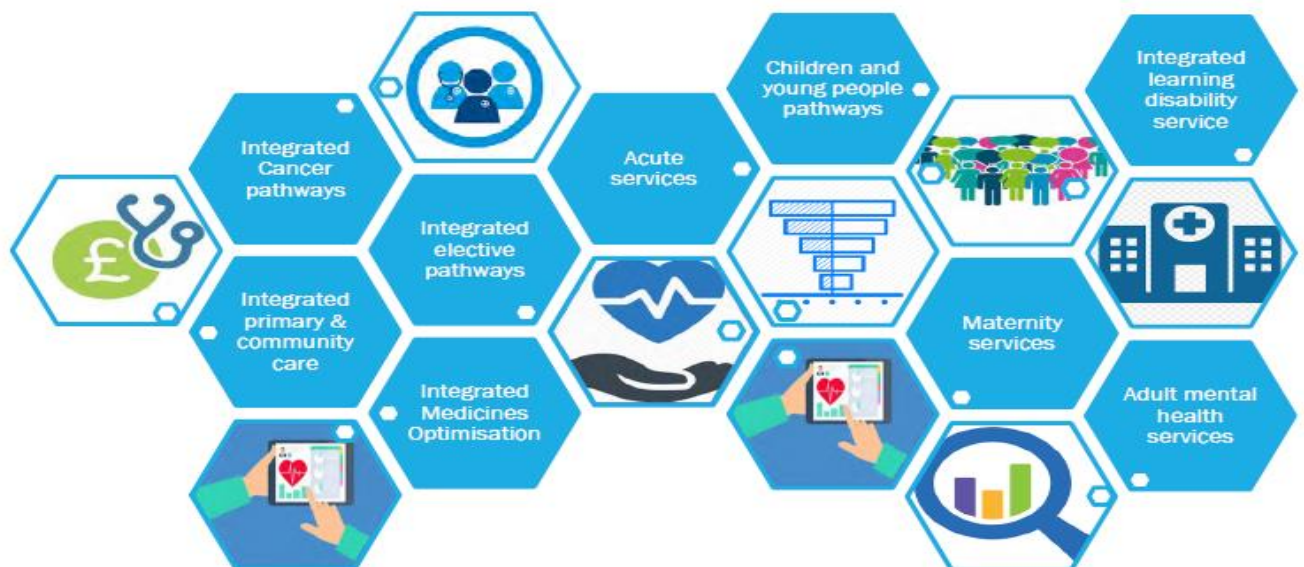 Integrated
Cancer
pathways
Integrated
primary &
community
care
Integrated
elective
pathways
Integrated
Medicines
Optimisation
Acute
services
Children and
young people
pathways
Maternity
services
Integrated
learning
disability
service
Adult mental
health
services
£